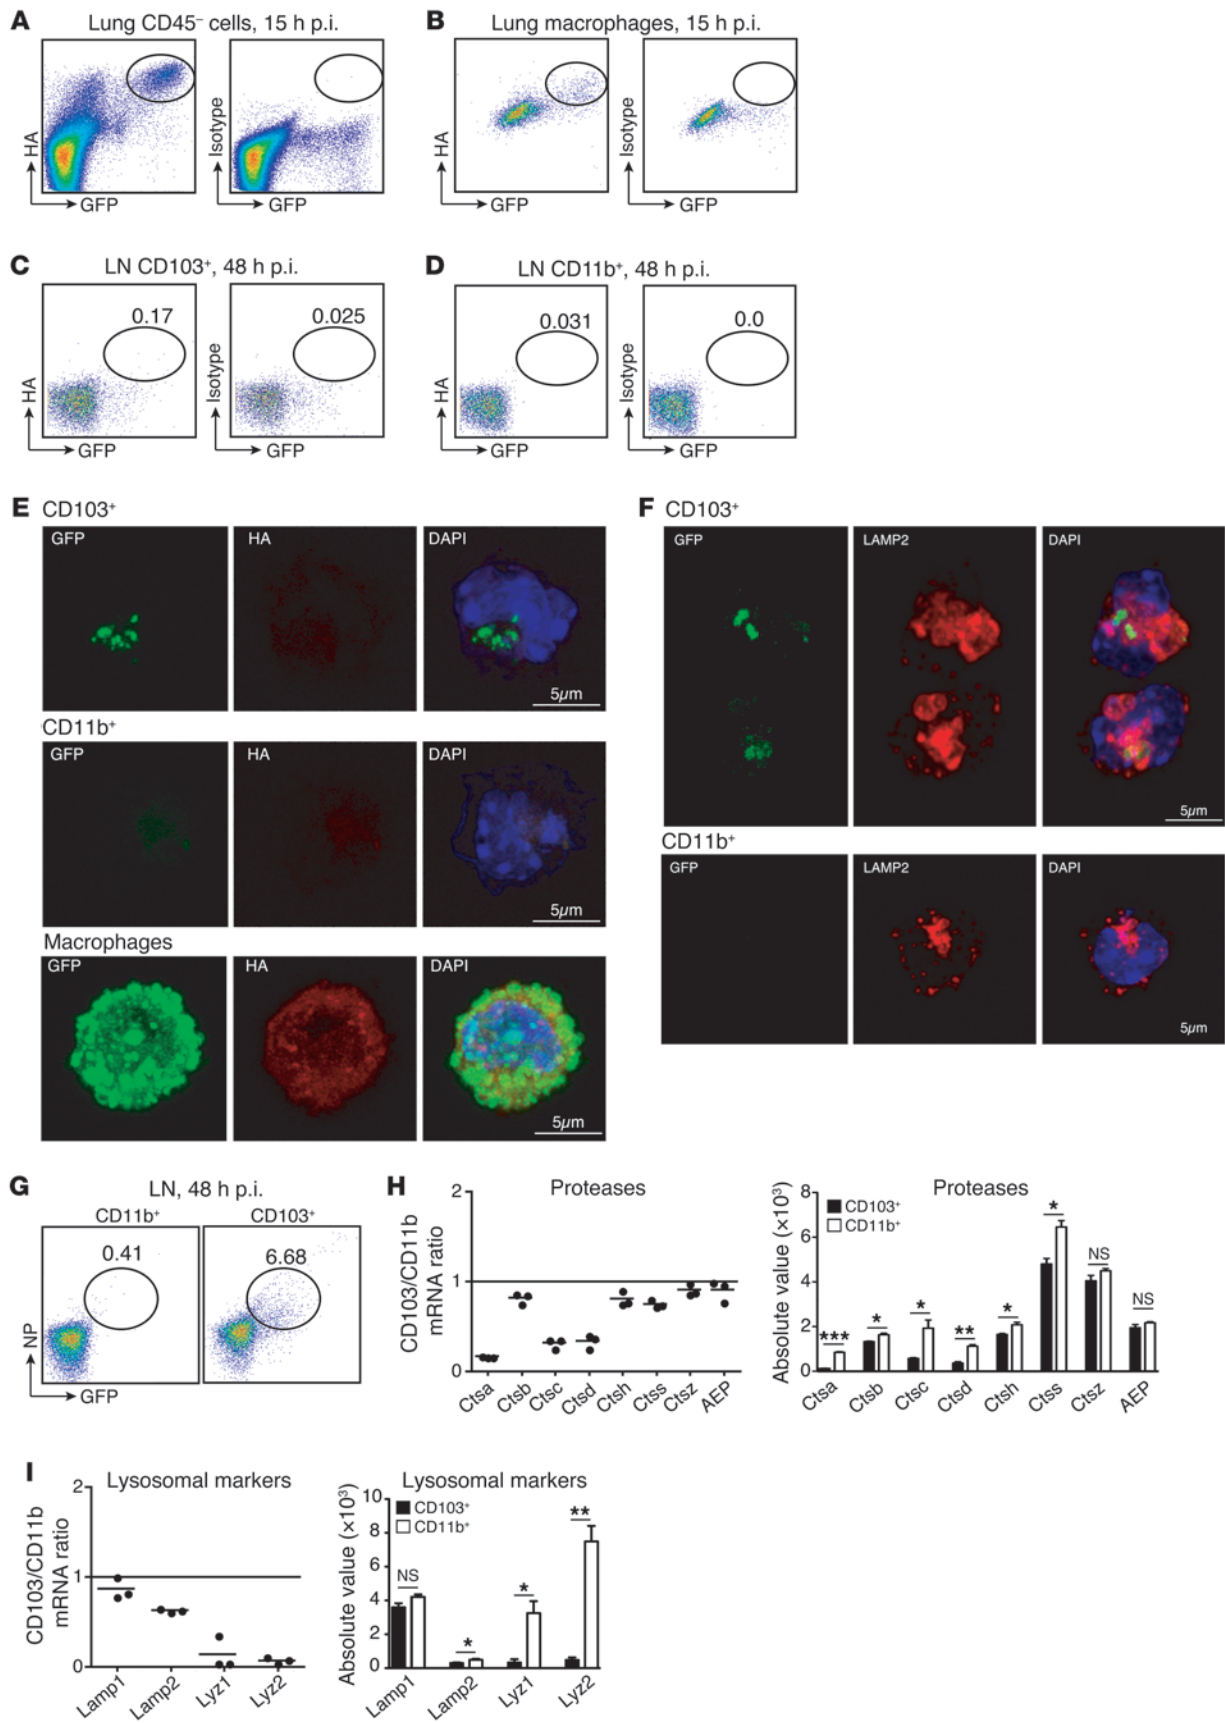 A Lung CD45– cells, 15 h p.i.
HA
GFP
Isotype
GFP
B Lung macrophages, 15 h p.i.
HA
GFP
Isotype
GFP
C LN CD103+, 48 h p.i.
0.17
HA
GFP
0.025
Isotype
GFP
D LN CD11b+, 48 h p.i.
0.031
HA
GFP
0.0
Isotype
GFP
E CD103+
GFP HA DAPI
5µm
CD11b+
GFP HA DAPI
5µm
Macrophages
GFP HA DAPI
5µm
F CD103+
GFP LAMP2 DAPI
5µm
CD11b+
GFP LAMP2 DAPI
5µm
G LN, 48 h p.i.
CD11b+ CD103+
0.41 6.68
NP
GFP
H Proteases
CD103/CD11b
mRNA ratio
2
1
0
Ctsa Ctsb Ctsc Ctsd Ctsh Ctss Ctsz AEP
Proteases
Absolute value (×10³)
8
6
4
2
0
CD103+
CD11b+
*** * * ** * * NS NS
Ctsa Ctsb Ctsc Ctsd Ctsh Ctss Ctsz AEP
I Lysosomal markers
CD103/CD11b
mRNA ratio
2
1
0
Lamp1 Lamp2 Lyz1 Lyz2
Lysosomal markers
Absolute value (×10³)
10
8
6
4
2
0
CD103+
CD11b+
NS * * **
Lamp1 Lamp2 Lyz1 Lyz2